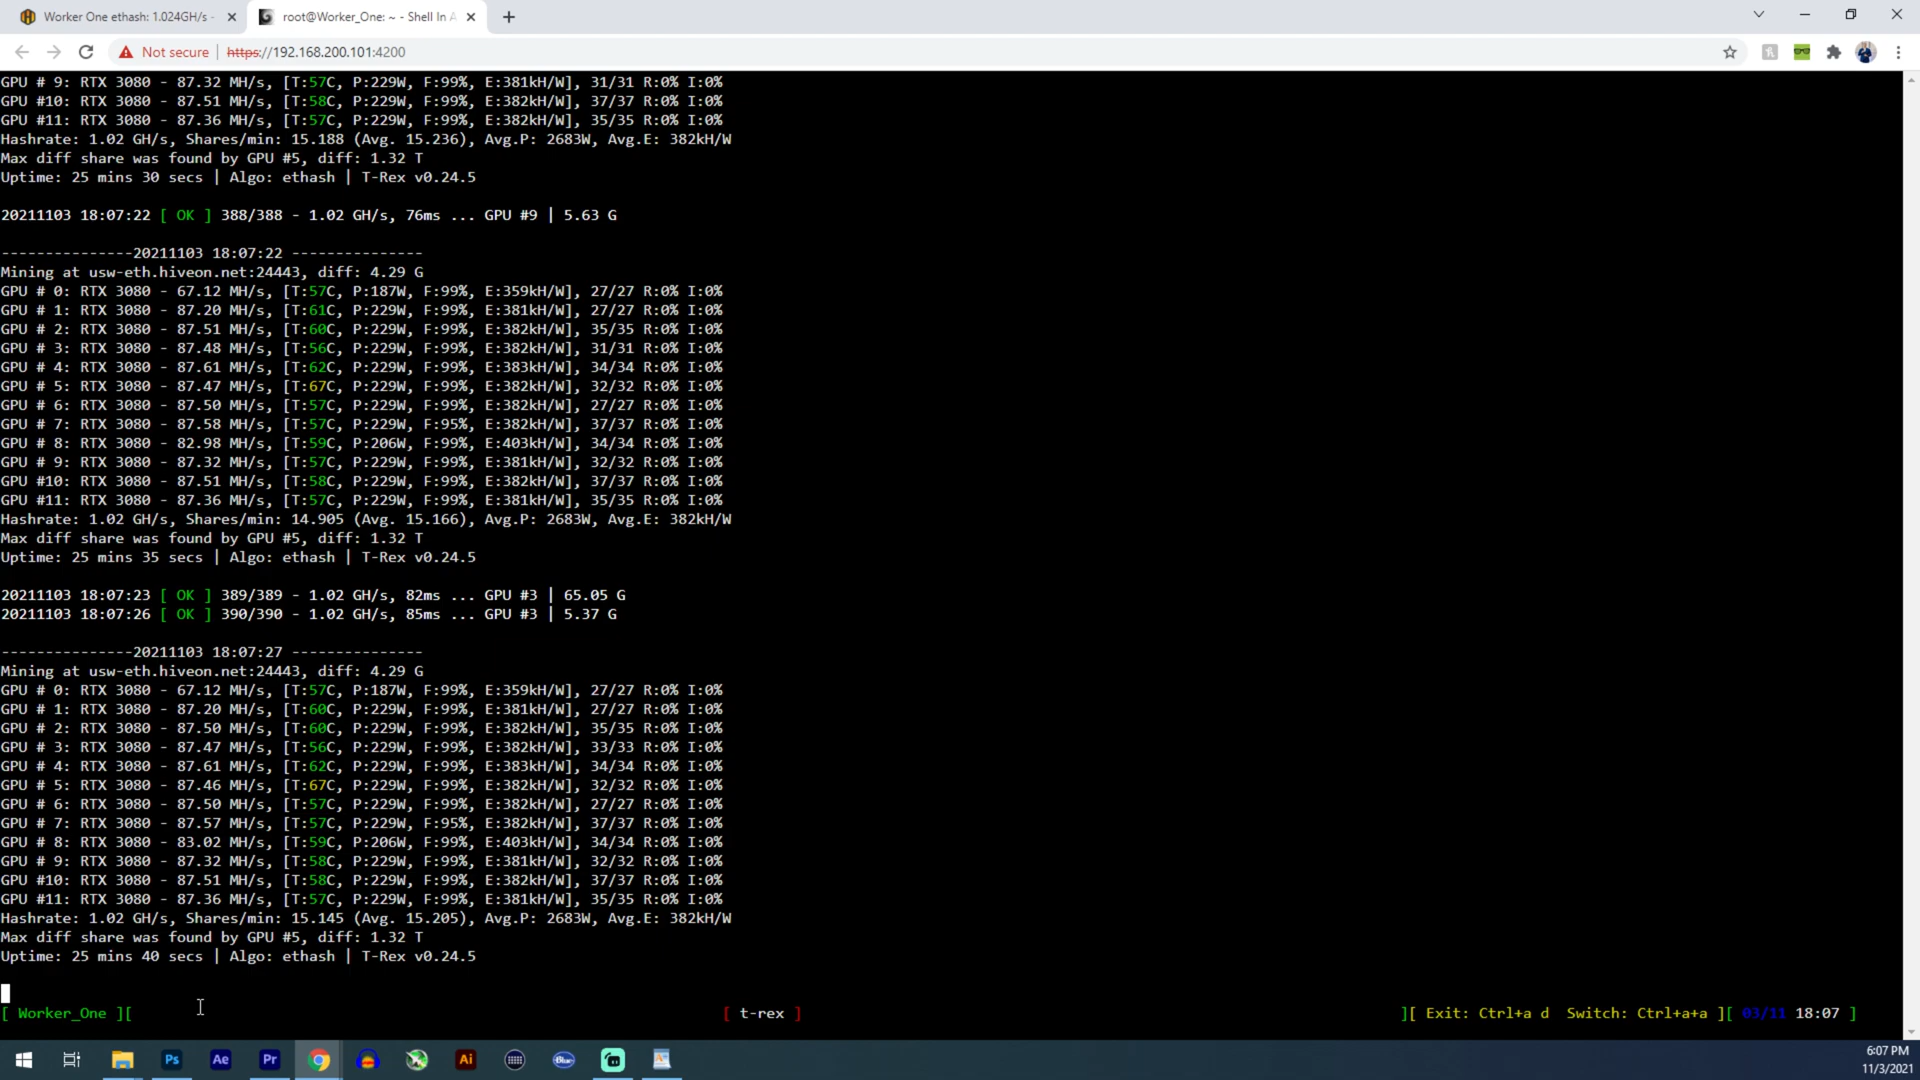 Worker One ethash: 1.024GH/s -
root@Worker_One: ~ - Shell In A
Not secure | https://192.168.200.101:4200
GPU # 9: RTX 3080 - 87.32 MH/s, [T:57C, P:229W, F:99%, E:381kH/W], 31/31 R:0% I:0%
GPU #10: RTX 3080 - 87.51 MH/s, [T:58C, P:229W, F:99%, E:382kH/W], 37/37 R:0% I:0%
GPU #11: RTX 3080 - 87.36 MH/s, [T:57C, P:229W, F:99%, E:382kH/W], 35/35 R:0% I:0%
Hashrate: 1.02 GH/s, Shares/min: 15.188 (Avg. 15.236), Avg.P: 2683W, Avg.E: 382kH/W
Max diff share was found by GPU #5, diff: 1.32 T
Uptime: 25 mins 30 secs | Algo: ethash | T-Rex v0.24.5
20211103 18:07:22 [ OK ] 388/388 - 1.02 GH/s, 76ms ... GPU #9 | 5.63 G
---------------20211103 18:07:22 ---------------
Mining at usw-eth.hiveon.net:24443, diff: 4.29 G
GPU # 0: RTX 3080 - 67.12 MH/s, [T:57C, P:187W, F:99%, E:359kH/W], 27/27 R:0% I:0%
GPU # 1: RTX 3080 - 87.20 MH/s, [T:61C, P:229W, F:99%, E:381kH/W], 27/27 R:0% I:0%
GPU # 2: RTX 3080 - 87.51 MH/s, [T:60C, P:229W, F:99%, E:382kH/W], 35/35 R:0% I:0%
GPU # 3: RTX 3080 - 87.48 MH/s, [T:56C, P:229W, F:99%, E:382kH/W], 31/31 R:0% I:0%
GPU # 4: RTX 3080 - 87.61 MH/s, [T:62C, P:229W, F:99%, E:383kH/W], 34/34 R:0% I:0%
GPU # 5: RTX 3080 - 87.47 MH/s, [T:67C, P:229W, F:99%, E:382kH/W], 32/32 R:0% I:0%
GPU # 6: RTX 3080 - 87.50 MH/s, [T:57C, P:229W, F:99%, E:382kH/W], 27/27 R:0% I:0%
GPU # 7: RTX 3080 - 87.58 MH/s, [T:57C, P:229W, F:95%, E:382kH/W], 37/37 R:0% I:0%
GPU # 8: RTX 3080 - 82.98 MH/s, [T:59C, P:206W, F:99%, E:403kH/W], 34/34 R:0% I:0%
GPU # 9: RTX 3080 - 87.32 MH/s, [T:57C, P:229W, F:99%, E:381kH/W], 32/32 R:0% I:0%
GPU #10: RTX 3080 - 87.51 MH/s, [T:58C, P:229W, F:99%, E:382kH/W], 37/37 R:0% I:0%
GPU #11: RTX 3080 - 87.36 MH/s, [T:57C, P:229W, F:99%, E:381kH/W], 35/35 R:0% I:0%
Hashrate: 1.02 GH/s, Shares/min: 14.905 (Avg. 15.166), Avg.P: 2683W, Avg.E: 382kH/W
Max diff share was found by GPU #5, diff: 1.32 T
Uptime: 25 mins 35 secs | Algo: ethash | T-Rex v0.24.5
20211103 18:07:23 [ OK ] 389/389 - 1.02 GH/s, 82ms ... GPU #3 | 65.05 G
20211103 18:07:26 [ OK ] 390/390 - 1.02 GH/s, 85ms ... GPU #3 | 5.37 G
---------------20211103 18:07:27 ---------------
Mining at usw-eth.hiveon.net:24443, diff: 4.29 G
GPU # 0: RTX 3080 - 67.12 MH/s, [T:57C, P:187W, F:99%, E:359kH/W], 27/27 R:0% I:0%
GPU # 1: RTX 3080 - 87.20 MH/s, [T:60C, P:229W, F:99%, E:381kH/W], 27/27 R:0% I:0%
GPU # 2: RTX 3080 - 87.50 MH/s, [T:60C, P:229W, F:99%, E:382kH/W], 35/35 R:0% I:0%
GPU # 3: RTX 3080 - 87.47 MH/s, [T:56C, P:229W, F:99%, E:382kH/W], 33/33 R:0% I:0%
GPU # 4: RTX 3080 - 87.61 MH/s, [T:62C, P:229W, F:99%, E:383kH/W], 34/34 R:0% I:0%
GPU # 5: RTX 3080 - 87.46 MH/s, [T:67C, P:229W, F:99%, E:382kH/W], 32/32 R:0% I:0%
GPU # 6: RTX 3080 - 87.50 MH/s, [T:57C, P:229W, F:99%, E:382kH/W], 27/27 R:0% I:0%
GPU # 7: RTX 3080 - 87.57 MH/s, [T:57C, P:229W, F:95%, E:382kH/W], 37/37 R:0% I:0%
GPU # 8: RTX 3080 - 83.02 MH/s, [T:59C, P:206W, F:99%, E:403kH/W], 34/34 R:0% I:0%
GPU # 9: RTX 3080 - 87.32 MH/s, [T:58C, P:229W, F:99%, E:381kH/W], 32/32 R:0% I:0%
GPU #10: RTX 3080 - 87.51 MH/s, [T:58C, P:229W, F:99%, E:382kH/W], 37/37 R:0% I:0%
GPU #11: RTX 3080 - 87.36 MH/s, [T:57C, P:229W, F:99%, E:381kH/W], 35/35 R:0% I:0%
Hashrate: 1.02 GH/s, Shares/min: 15.145 (Avg. 15.205), Avg.P: 2683W, Avg.E: 382kH/W
Max diff share was found by GPU #5, diff: 1.32 T
Uptime: 25 mins 40 secs | Algo: ethash | T-Rex v0.24.5
[ Worker_One ][ [ t-rex ] ][ Exit: Ctrl+a d Switch: Ctrl+a+a ][ 03/11 18:07 ]
Ps Ae Pr Ai Blue
6:07 PM
11/3/2021